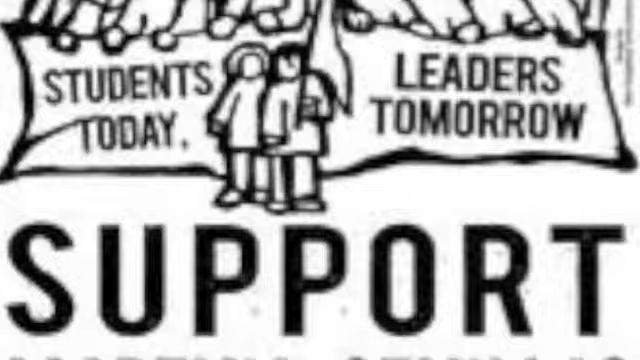 STUDENTS
TODAY,
LEADERS
TOMORROW
SUPPORT